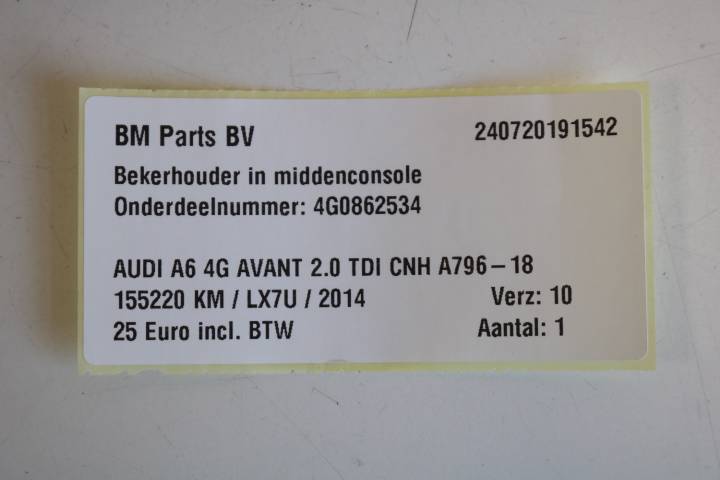 BM Parts BV 240720191542
Bekerhouder in middenconsole
Onderdeelnummer: 4G0862534
AUDI A6 4G AVANT 2.0 TDI CNH A796-18
155220 KM / LX7U / 2014 Verz: 10
25 Euro incl. BTW Aantal: 1